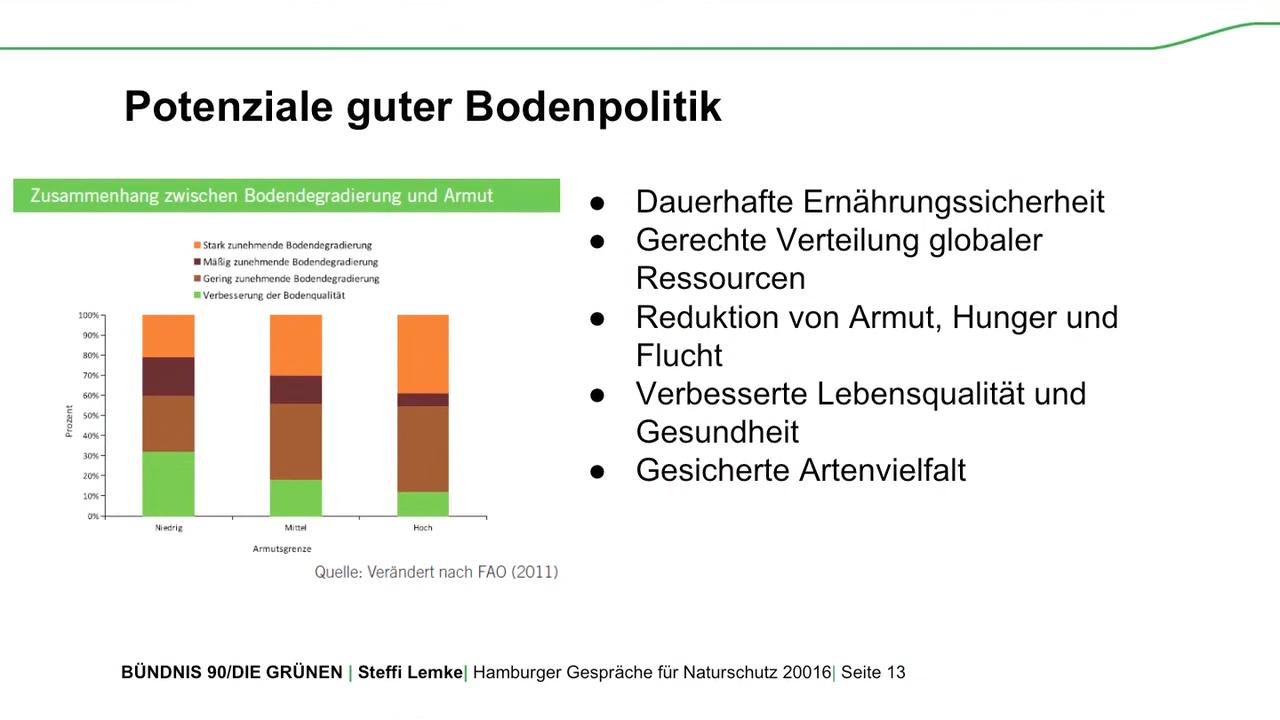 Potenziale guter Bodenpolitik
Zusammenhang zwischen Bodendegradierung und Armut
Stark zunehmende Bodendegradierung
Mäßig zunehmende Bodendegradierung
Gering zunehmende Bodendegradierung
Verbesserung der Bodenqualität
100%
90%
80%
70%
60%
50%
40%
30%
20%
10%
0%
Prozent
Niedrig
Mittel
Hoch
Armutsgrenze
Quelle: Verändert nach FAO (2011)
● Dauerhafte Ernährungssicherheit
● Gerechte Verteilung globaler
Ressourcen
● Reduktion von Armut, Hunger und
Flucht
● Verbesserte Lebensqualität und
Gesundheit
● Gesicherte Artenvielfalt
BÜNDNIS 90/DIE GRÜNEN | Steffi Lemke| Hamburger Gespräche für Naturschutz 20016| Seite 13